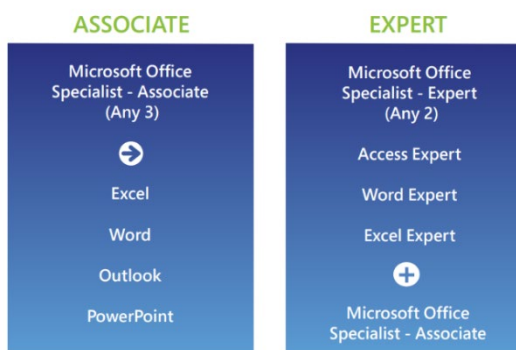 ASSOCIATE
Microsoft Office
Specialist - Associate
(Any 3)
Excel
Word
Outlook
PowerPoint
EXPERT
Microsoft Office
Specialist - Expert
(Any 2)
Access Expert
Word Expert
Excel Expert
Microsoft Office
Specialist - Associate